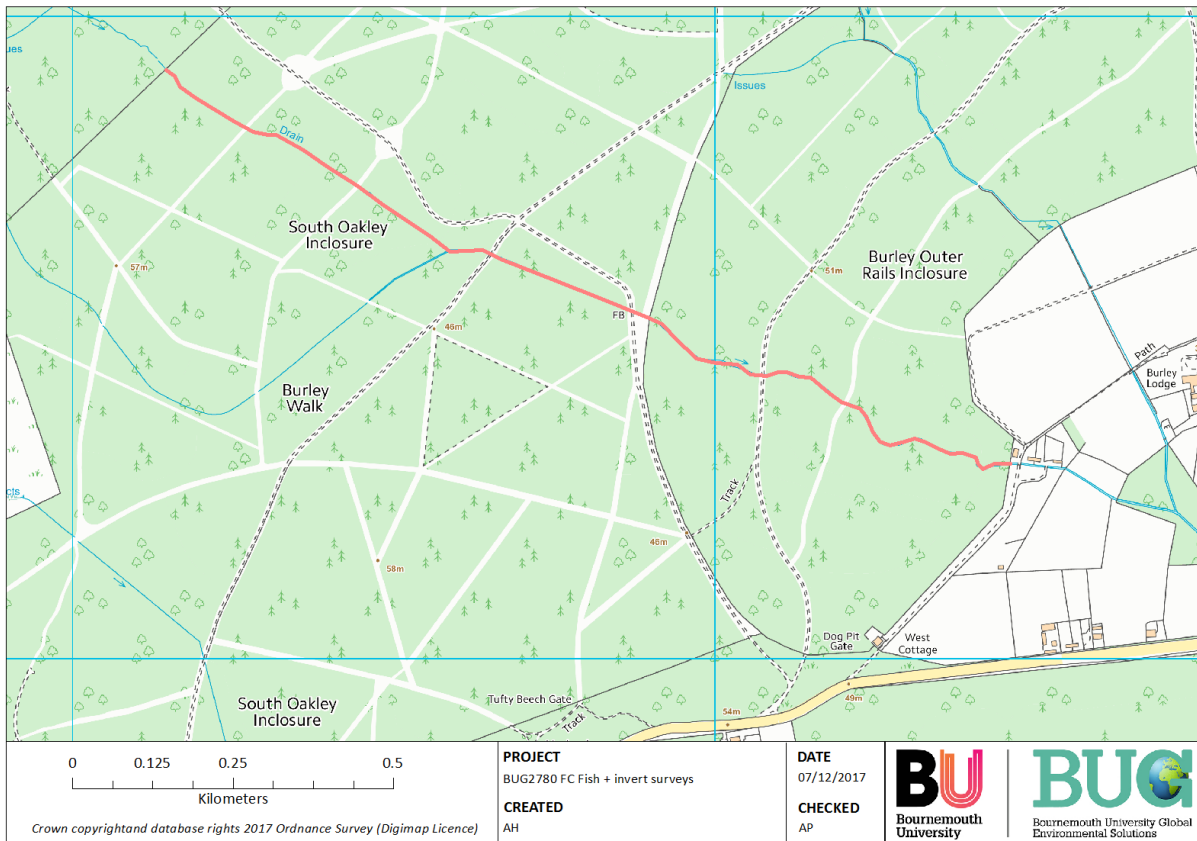 ues
Drain
Issues
South Oakley
Inclosure
57m
Burley Outer
Rails Inclosure
51m
FB
46m
Path
Burley
Lodge
Burley
Walk
cts
Track
46m
58m
Dog Pit
Gate
West
Cottage
South Oakley
Inclosure
Tufty Beech Gate
Track
54m
49m
0 0.125 0.25 0.5
Kilometers
Crown copyrightand database rights 2017 Ordnance Survey (Digimap Licence)
PROJECT
BUG2780 FC Fish + invert surveys
CREATED
AH
DATE
07/12/2017
CHECKED
AP
BU
Bournemouth
University
BUG
Bournemouth University Global
Environmental Solutions